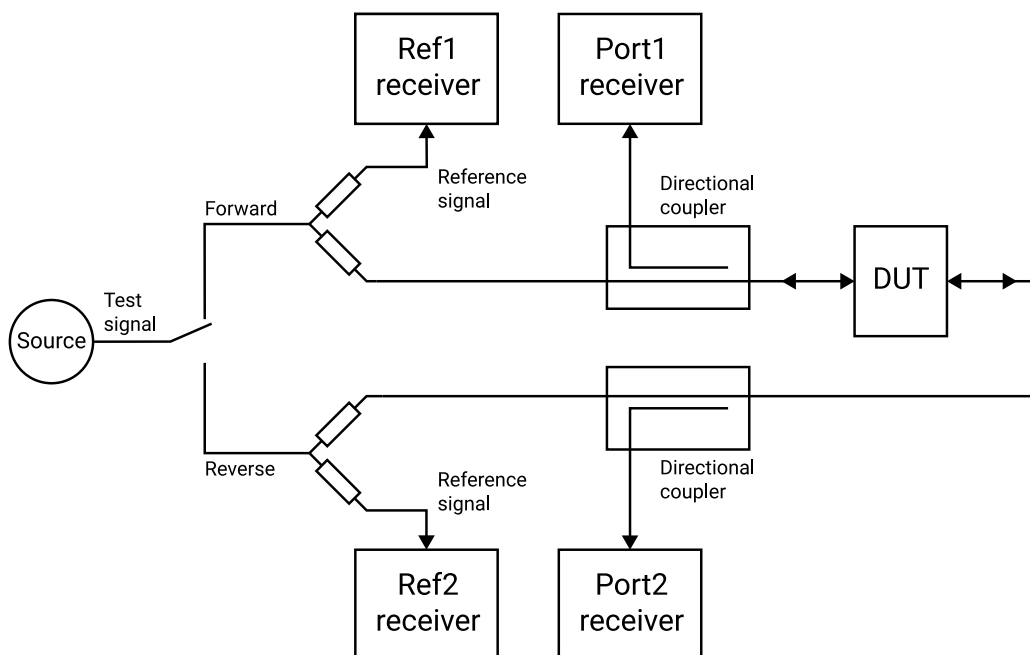 Ref1
receiver
Port1
receiver
Reference
signal
Directional
coupler
Forward
DUT
Test
signal
Source
Reverse
Reference
signal
Directional
coupler
Ref2
receiver
Port2
receiver